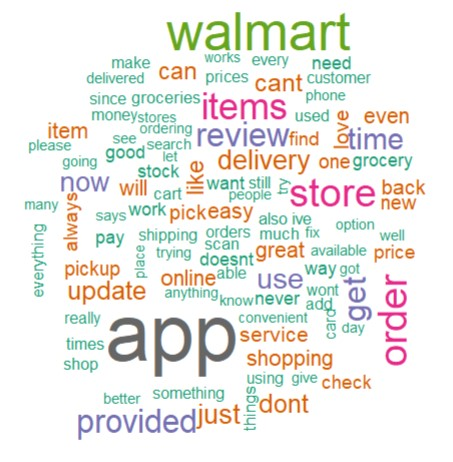 walmart
make can works every need
delivered prices cant customer
since groceries items phone
money stores used even
item ordering review find love time
please see search
going good let delivery one grocery
now stock like want still try store back
many will cart people new
always says work pick easy also ive option
everything pay shipping orders much fix well
place trying scan doesnt great available price
pickup online able use way got get order
update anything know never wont add
really app convenient card day
times service
shop shopping
using give check
better something things dont
provided just